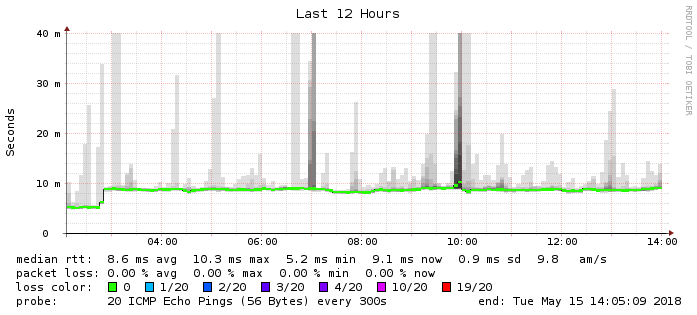 Last 12 Hours
RRDTOOL / TOBI OETIKER
Seconds
40 m
30 m
20 m
10 m
0
04:00 06:00 08:00 10:00 12:00 14:00
median rtt: 8.6 ms avg 10.3 ms max 5.2 ms min 9.1 ms now 0.9 ms sd 9.8 am/s
packet loss: 0.00 % avg 0.00 % max 0.00 % min 0.00 % now
loss color: 0 1/20 2/20 3/20 4/20 10/20 19/20
probe: 20 ICMP Echo Pings (56 Bytes) every 300s end: Tue May 15 14:05:09 2018